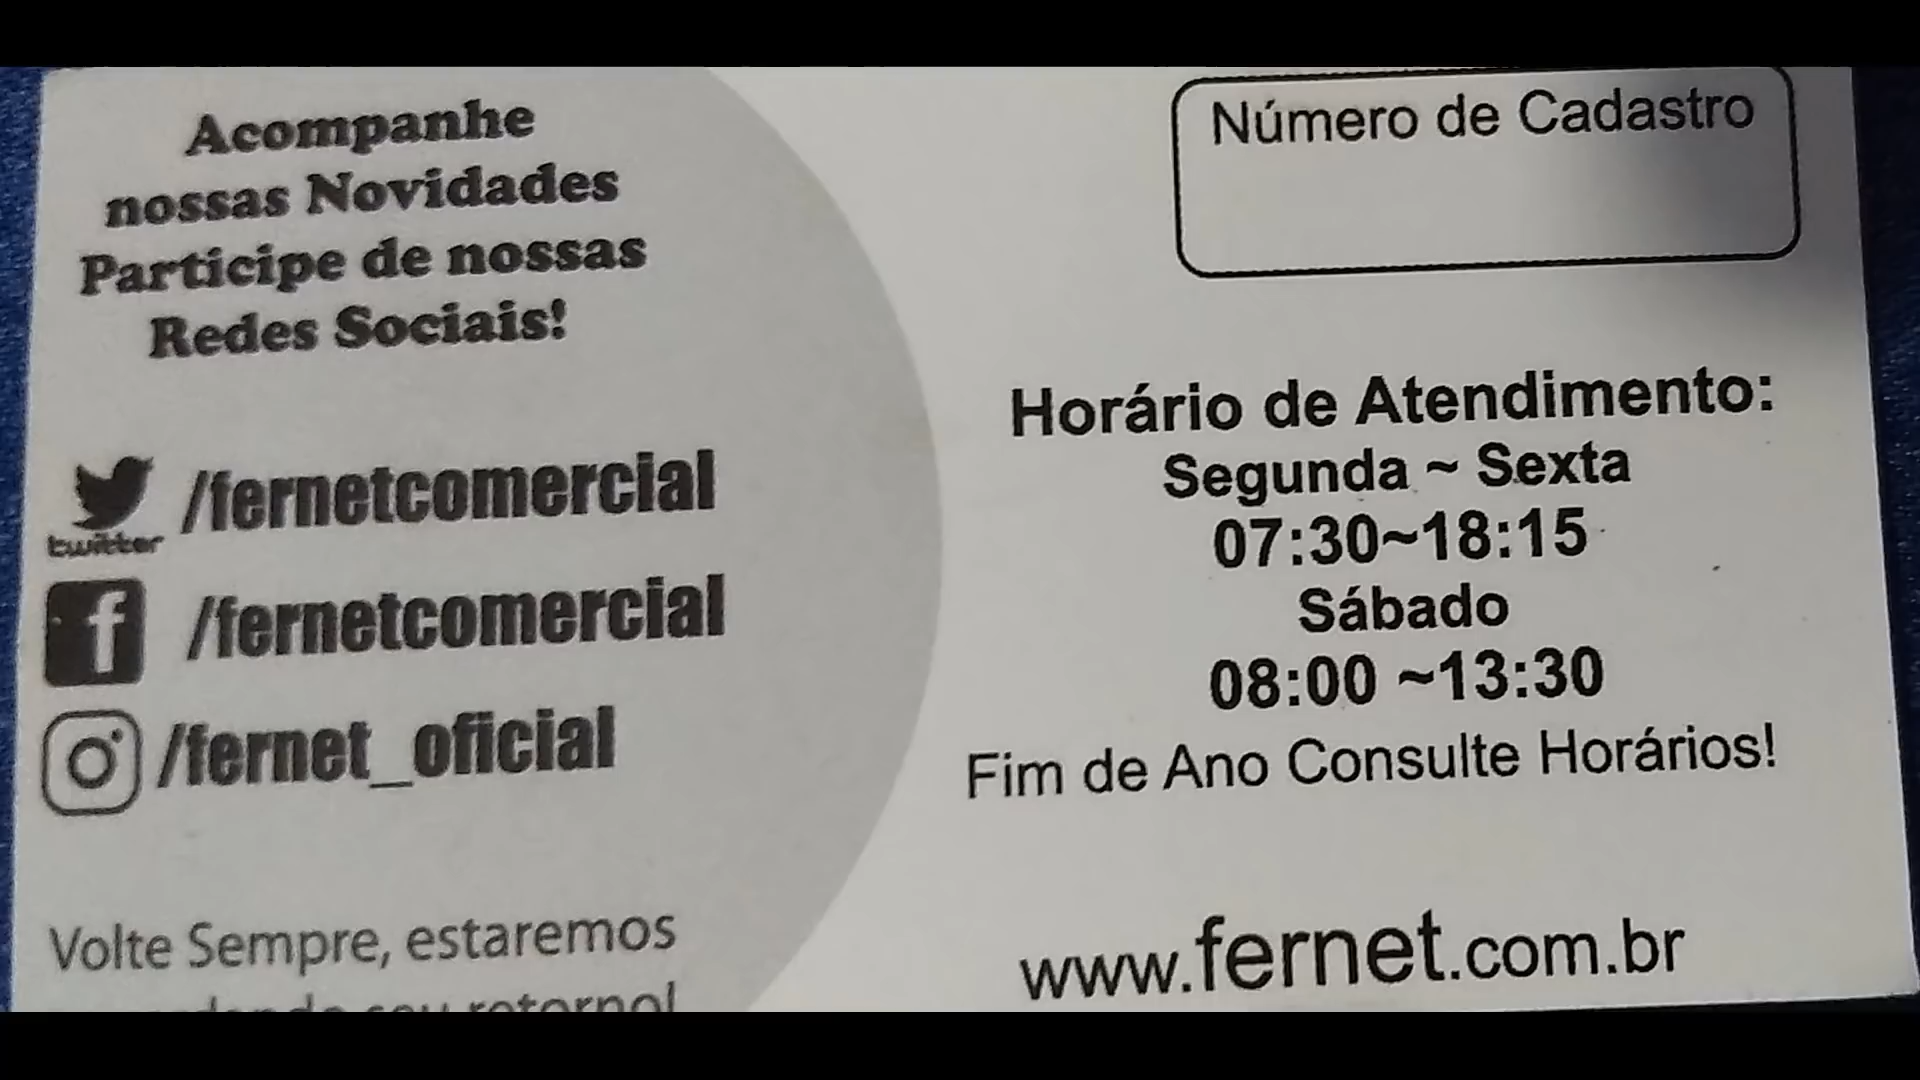 Acompanhe
nossas Novidades
Participe de nossas
Redes Sociais!
twitter /fernetcomercial
f /fernetcomercial
/fernet_oficial
Volte Sempre, estaremos
seu retorno!
Número de Cadastro
Horário de Atendimento:
Segunda ~ Sexta
07:30~18:15
Sábado
08:00 ~13:30
Fim de Ano Consulte Horários!
www.fernet.com.br